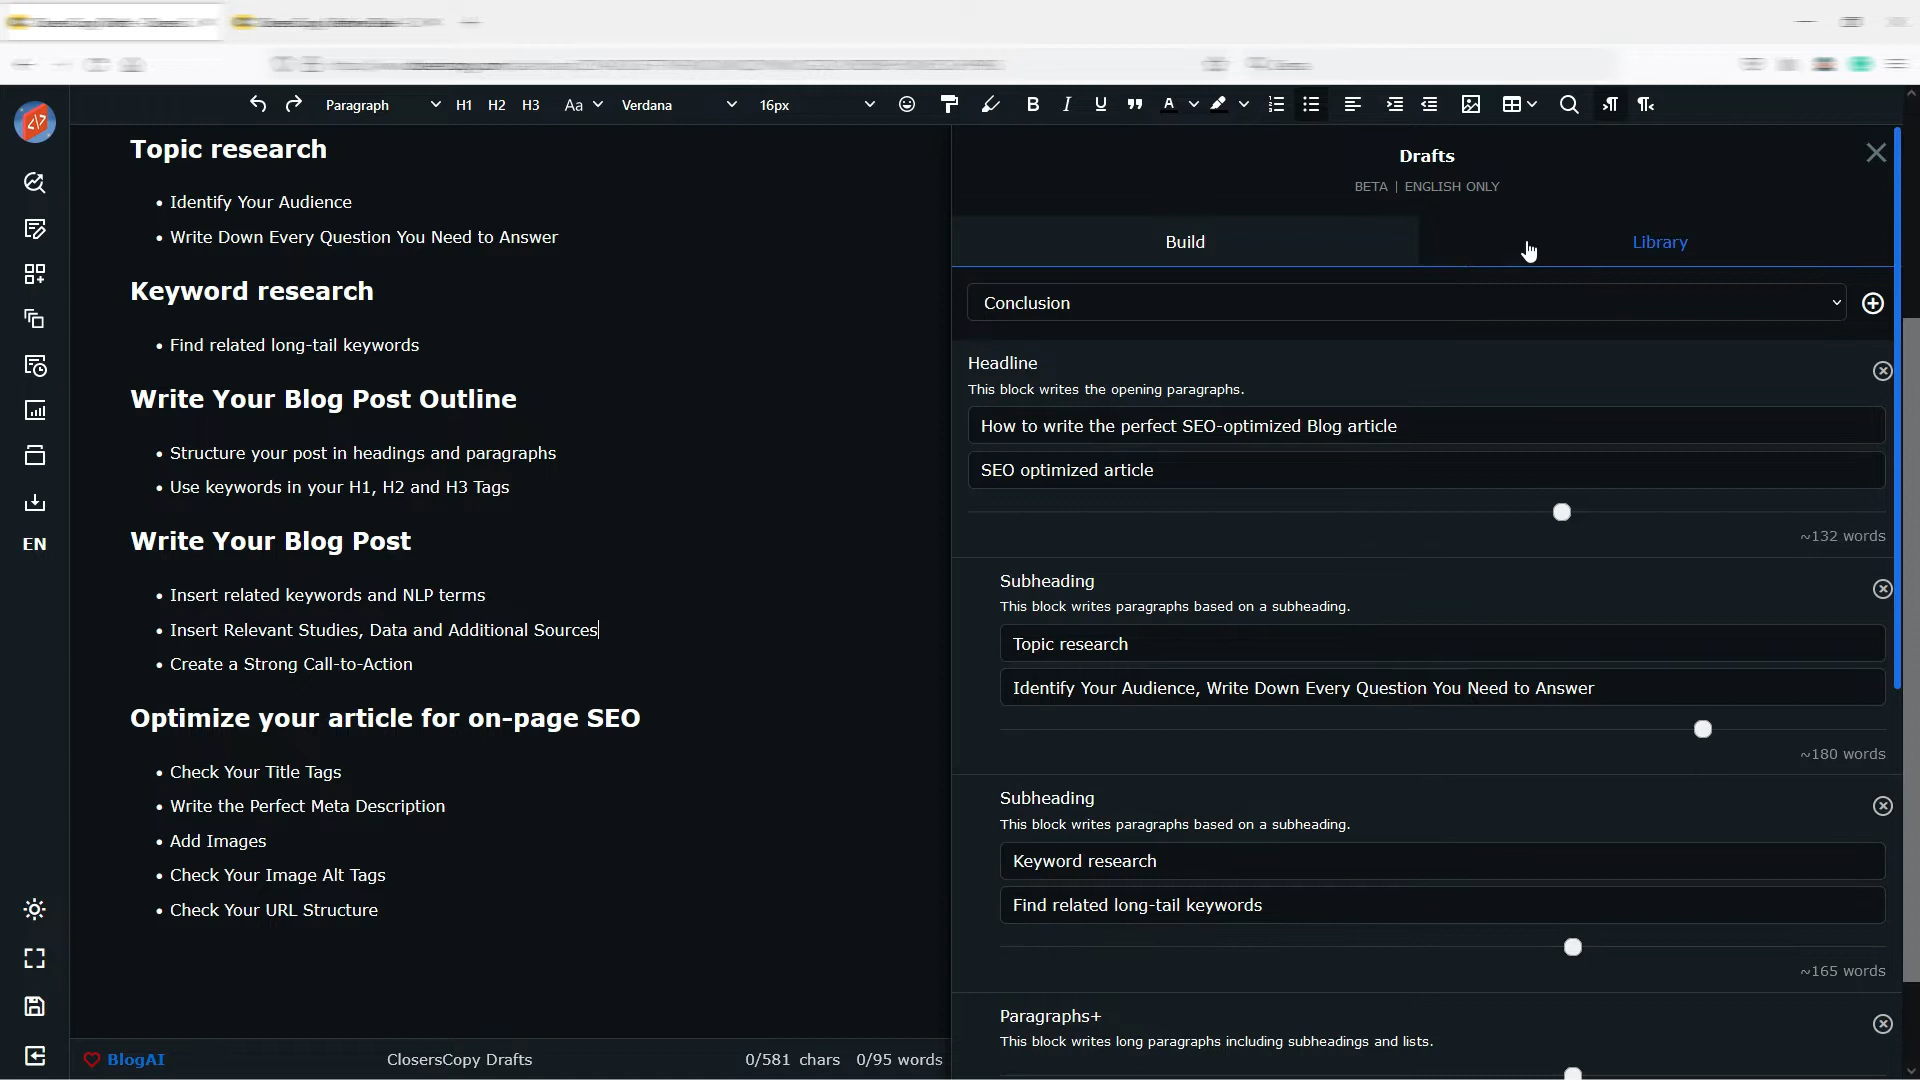 Paragraph H1 H2 H3 Aa Verdana 16px B I U A
Topic research
• Identify Your Audience
• Write Down Every Question You Need to Answer
Keyword research
• Find related long-tail keywords
Write Your Blog Post Outline
• Structure your post in headings and paragraphs
• Use keywords in your H1, H2 and H3 Tags
Write Your Blog Post
• Insert related keywords and NLP terms
• Insert Relevant Studies, Data and Additional Sources
• Create a Strong Call-to-Action
Optimize your article for on-page SEO
• Check Your Title Tags
• Write the Perfect Meta Description
• Add Images
• Check Your Image Alt Tags
• Check Your URL Structure
EN
BlogAI ClosersCopy Drafts 0/581 chars 0/95 words
Drafts
BETA | ENGLISH ONLY
Build Library
Conclusion
Headline
This block writes the opening paragraphs.
How to write the perfect SEO-optimized Blog article
SEO optimized article
~132 words
Subheading
This block writes paragraphs based on a subheading.
Topic research
Identify Your Audience, Write Down Every Question You Need to Answer
~180 words
Subheading
This block writes paragraphs based on a subheading.
Keyword research
Find related long-tail keywords
~165 words
Paragraphs+
This block writes long paragraphs including subheadings and lists.